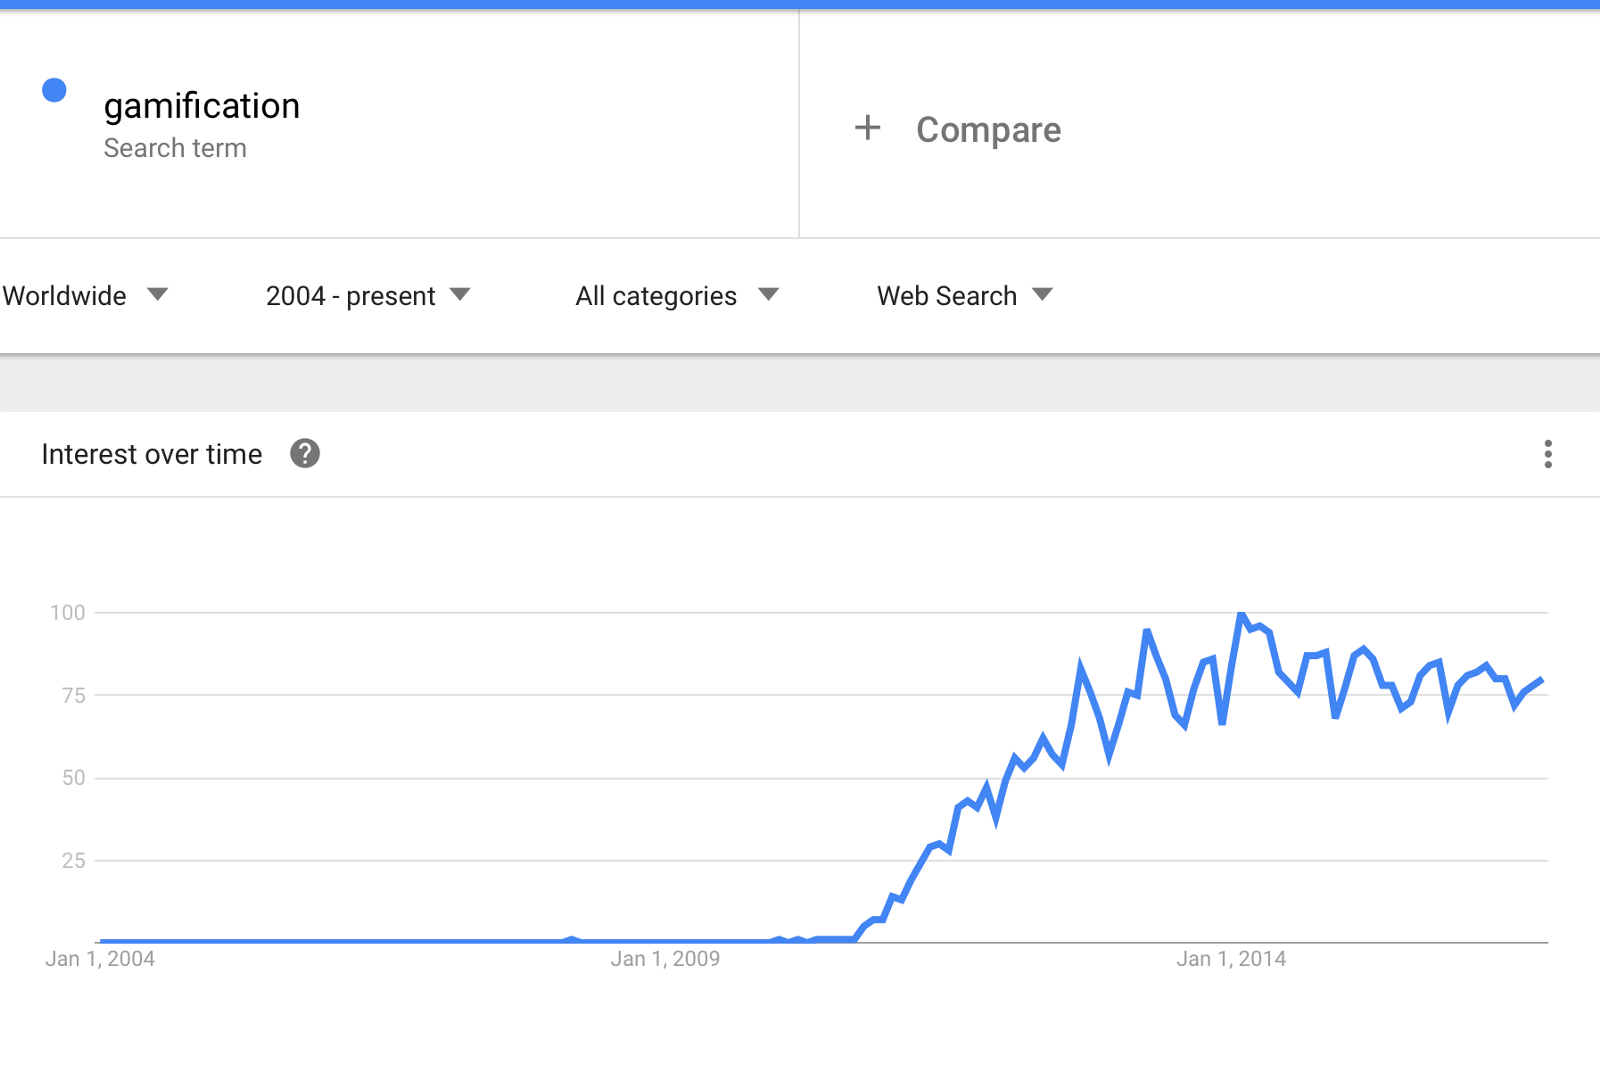 gamification
Search term
+ Compare
Worldwide
2004 - present
All categories
Web Search
Interest over time ?
100
75
50
25
Jan 1, 2004
Jan 1, 2009
Jan 1, 2014